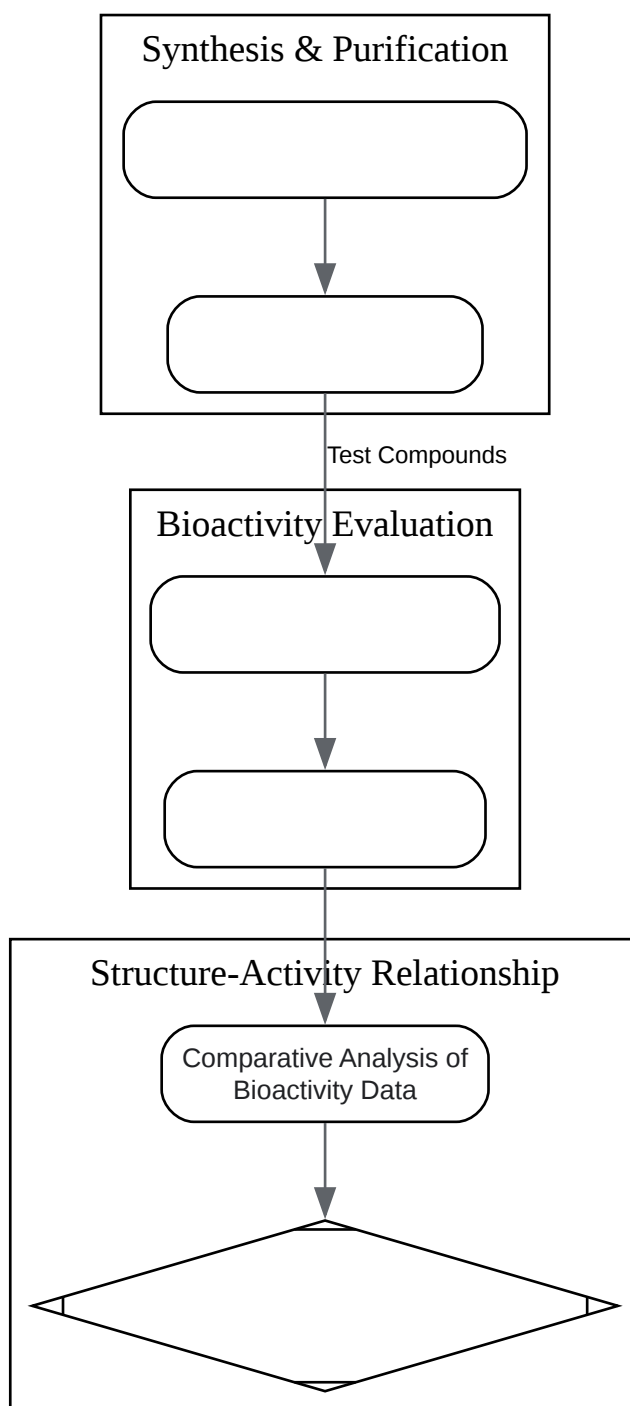 Synthesis & Purification
Test Compounds
Bioactivity Evaluation
Structure-Activity Relationship
Comparative Analysis of
Bioactivity Data